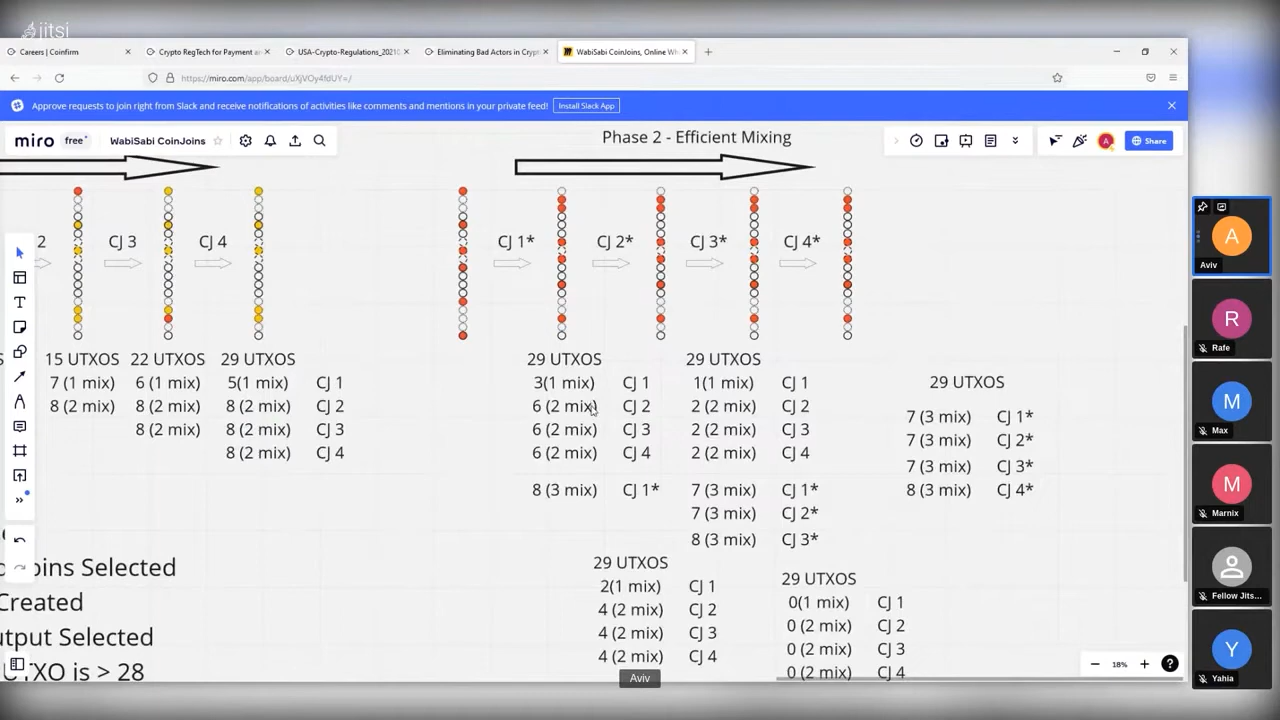 jitsi
Careers | Coinfirm
Crypto RegTech for Payment a
USA-Crypto-Regulations_2021
Eliminating Bad Actors in Cryp
WabiSabi CoinJoins, Online Wh
https://miro.com/app/board/uXjVOy4fdUY=/
Approve requests to join right from Slack and receive notifications of activities like comments and mentions in your private feed!
Install Slack App
miro
free
WabiSabi CoinJoins
A
Share
Phase 2 - Efficient Mixing
2
CJ 3
CJ 4
CJ 1*
CJ 2*
CJ 3*
CJ 4*
15 UTXOS
7 (1 mix)
8 (2 mix)
22 UTXOS
6 (1 mix)
8 (2 mix)
8 (2 mix)
29 UTXOS
5(1 mix) CJ 1
8 (2 mix) CJ 2
8 (2 mix) CJ 3
8 (2 mix) CJ 4
29 UTXOS
3(1 mix) CJ 1
6 (2 mix) CJ 2
6 (2 mix) CJ 3
6 (2 mix) CJ 4
8 (3 mix) CJ 1*
29 UTXOS
1(1 mix) CJ 1
2 (2 mix) CJ 2
2 (2 mix) CJ 3
2 (2 mix) CJ 4
7 (3 mix) CJ 1*
7 (3 mix) CJ 2*
8 (3 mix) CJ 3*
29 UTXOS
7 (3 mix) CJ 1*
7 (3 mix) CJ 2*
7 (3 mix) CJ 3*
8 (3 mix) CJ 4*
29 UTXOS
2(1 mix) CJ 1
4 (2 mix) CJ 2
4 (2 mix) CJ 3
4 (2 mix) CJ 4
29 UTXOS
0(1 mix) CJ 1
0 (2 mix) CJ 2
0 (2 mix) CJ 3
0 (2 mix) CJ 4
oins Selected
Created
utput Selected
UTXO is > 28
18%
Aviv
A
Aviv
R
Rafe
M
Max
M
Marnix
Fellow Jits...
Y
Yahia